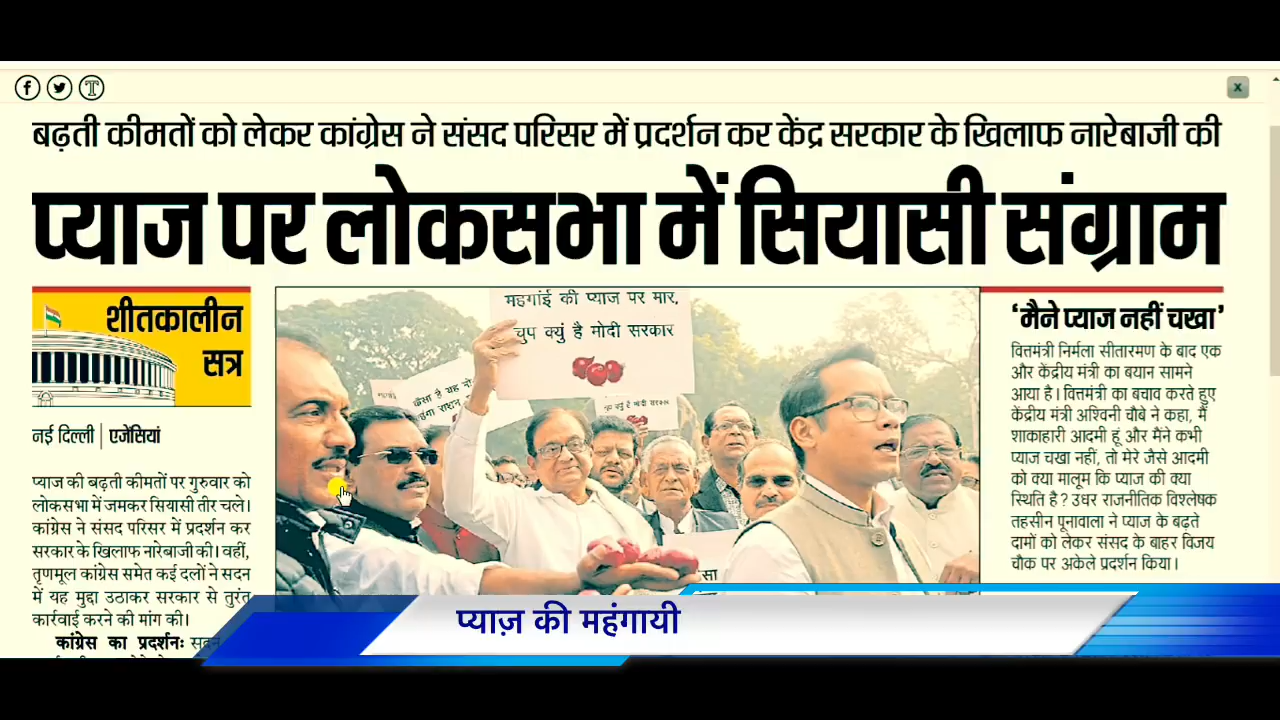 बढ़ती कीमतों को लेकर कांग्रेस ने संसद परिसर में प्रदर्शन कर केंद्र सरकार के खिलाफ नारेबाजी की
प्याज पर लोकसभा में सियासी संग्राम
शीतकालीन
सत्र
नई दिल्ली | एजेंसियां
प्याज की बढ़ती कीमतों पर गुरुवार को
लोकसभा में जमकर सियासी तीर चले।
कांग्रेस ने संसद परिसर में प्रदर्शन कर
सरकार के खिलाफ नारेबाजी की। वहीं,
तृणमूल कांग्रेस समेत कई दलों ने सदन
में यह मुद्दा उठाकर सरकार से तुरंत
कार्रवाई करने की मांग की।
कांग्रेस का प्रदर्शनः
महगांई की प्याज पर मार,
चुप क्युं है मोदी सरकार
चुप क्युं है मोदी सरकार
‘मैने प्याज नहीं चखा’
वित्तमंत्री निर्मला सीतारमण के बाद एक
और केंद्रीय मंत्री का बयान सामने
आया है। वित्तमंत्री का बचाव करते हुए
केंद्रीय मंत्री अश्विनी चौबे ने कहा, मैं
शाकाहारी आदमी हूं और मैंने कभी
प्याज चखा नहीं, तो मेरे जैसे आदमी
को क्या मालूम कि प्याज की क्या
स्थिति है? उधर राजनीतिक विश्लेषक
तहसीन पूनावाला ने प्याज के बढ़ते
दामों को लेकर संसद के बाहर विजय
चौक पर अकेले प्रदर्शन किया।
प्याज़ की महंगायी